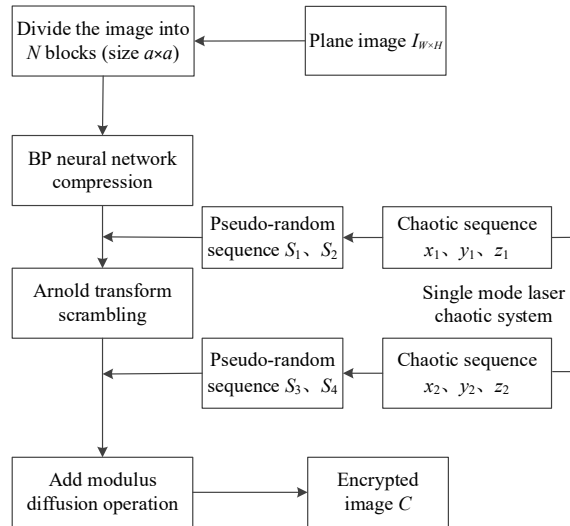 Divide the image into
N blocks (size a×a)
Plane image I_{W×H}
BP neural network
compression
Pseudo-random
sequence S₁、S₂
Chaotic sequence
x₁、y₁、z₁
Arnold transform
scrambling
Single mode laser
chaotic system
Pseudo-random
sequence S₃、S₄
Chaotic sequence
x₂、y₂、z₂
Add modulus
diffusion operation
Encrypted
image C